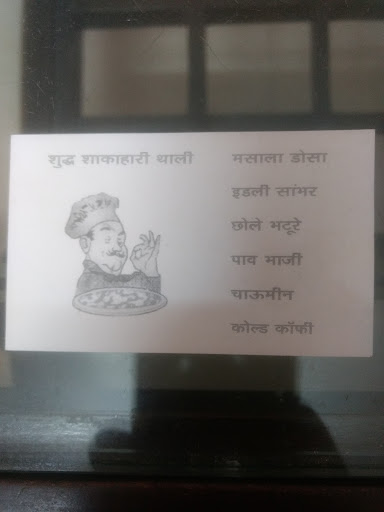 शुद्ध शाकाहारी थाली
मसाला डोसा
इडली सांभर
छोले भटूरे
पाव भाजी
चाऊमीन
कोल्ड कॉफी